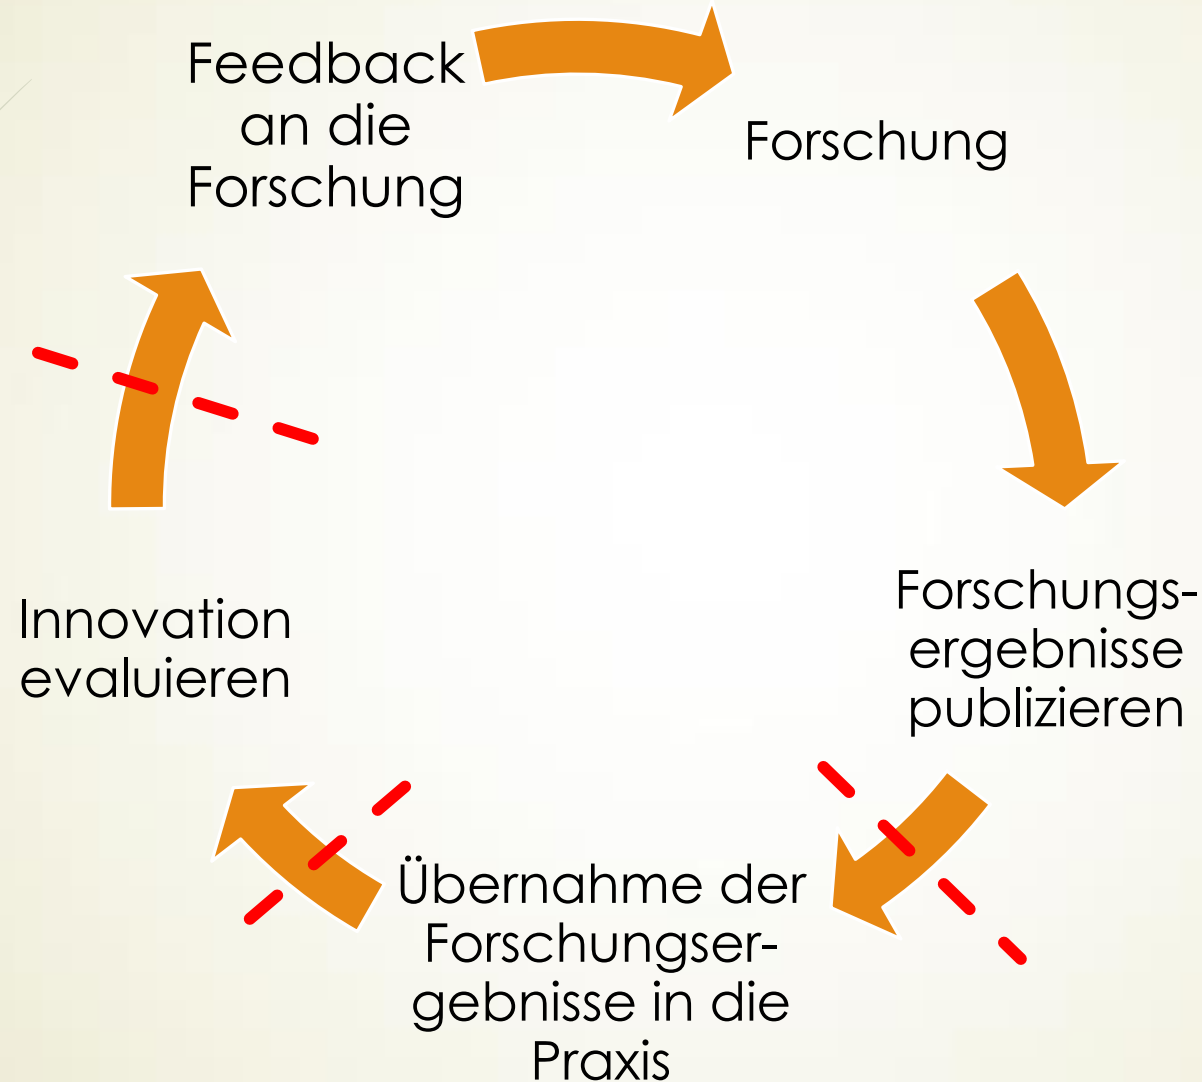 Feedback
an die
Forschung
Forschung
Forschungs-
ergebnisse
publizieren
Übernahme der
Forschungser-
gebnisse in die
Praxis
Innovation
evaluieren